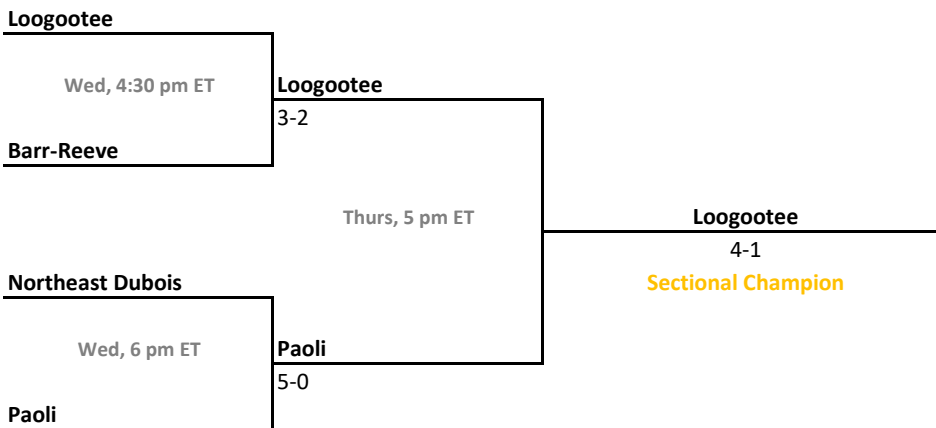 Loogootee
Wed, 4:30 pm ET
Loogootee
3-2
Barr-Reeve
Thurs, 5 pm ET
Loogootee
4-1
Northeast Dubois
Sectional Champion
Wed, 6 pm ET
Paoli
5-0
Paoli